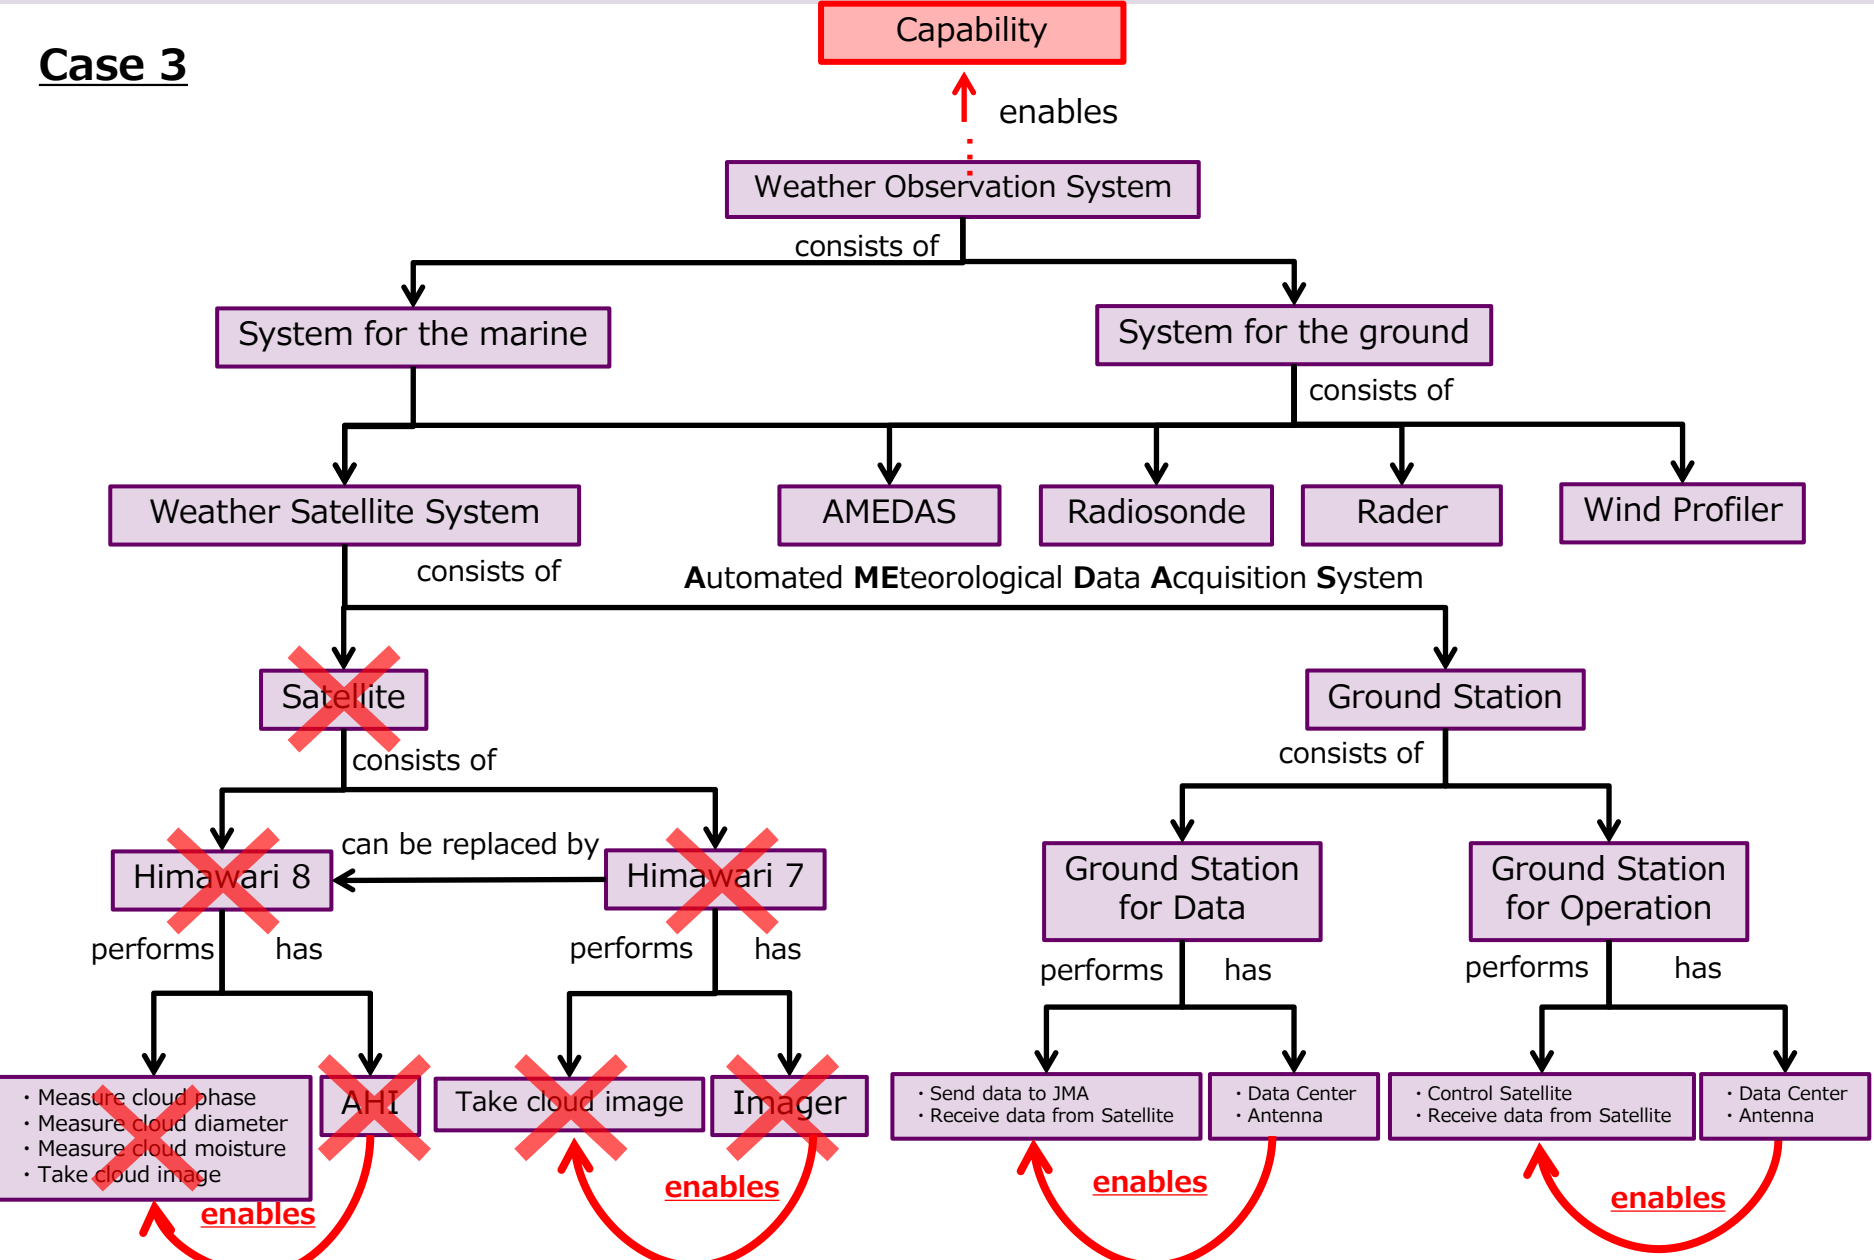 Capability
Case 3
enables
Weather Observation System
consists of
System for the marine
System for the ground
consists of
Weather Satellite System
AMEDAS
Radiosonde
Rader
Wind Profiler
consists of
Automated MEteorological Data Acquisition System
Satellite
Ground Station
consists of
consists of
Himawari 8
can be replaced by
Himawari 7
Ground Station
for Data
Ground Station
for Operation
performs
has
performs
has
performs
has
performs
has
・Measure cloud phase
・Measure cloud diameter
・Measure cloud moisture
・Take cloud image
AHI
Take cloud image
Imager
・Send data to JMA
・Receive data from Satellite
・Data Center
・Antenna
・Control Satellite
・Receive data from Satellite
・Data Center
・Antenna
enables
enables
enables
enables